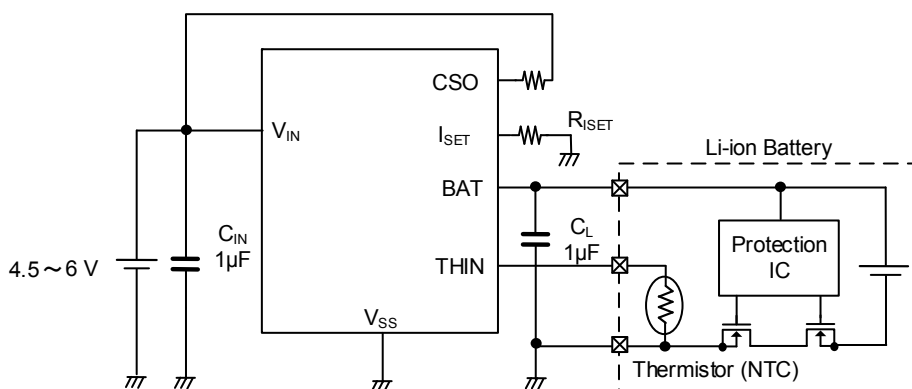 CSO
V_IN
I_SET
R_ISET
Li-ion Battery
BAT
C_IN
1µF
C_L
1µF
Protection
IC
4.5～6 V
THIN
V_SS
Thermistor (NTC)